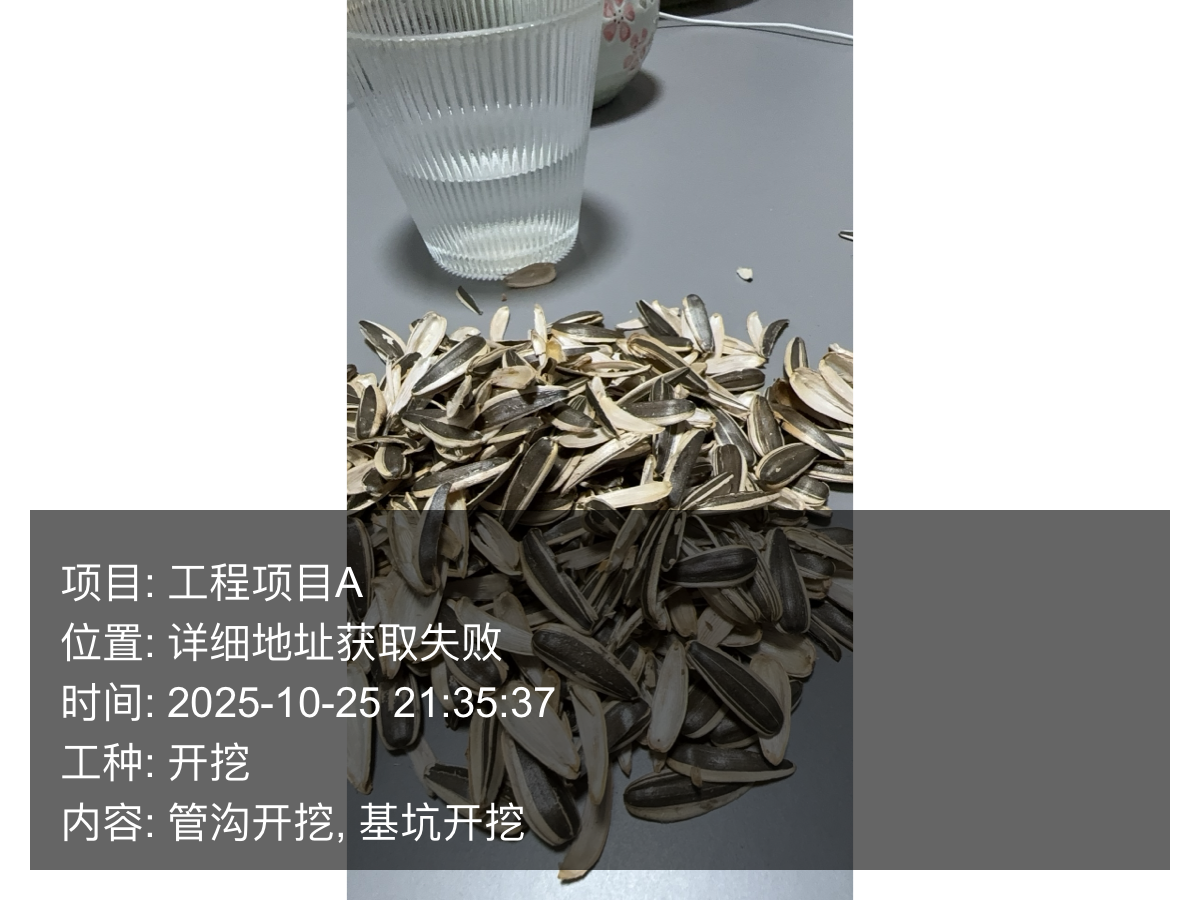 项目: 工程项目A
位置: 详细地址获取失败
时间: 2025-10-25 21:35:37
工种: 开挖
内容: 管沟开挖, 基坑开挖